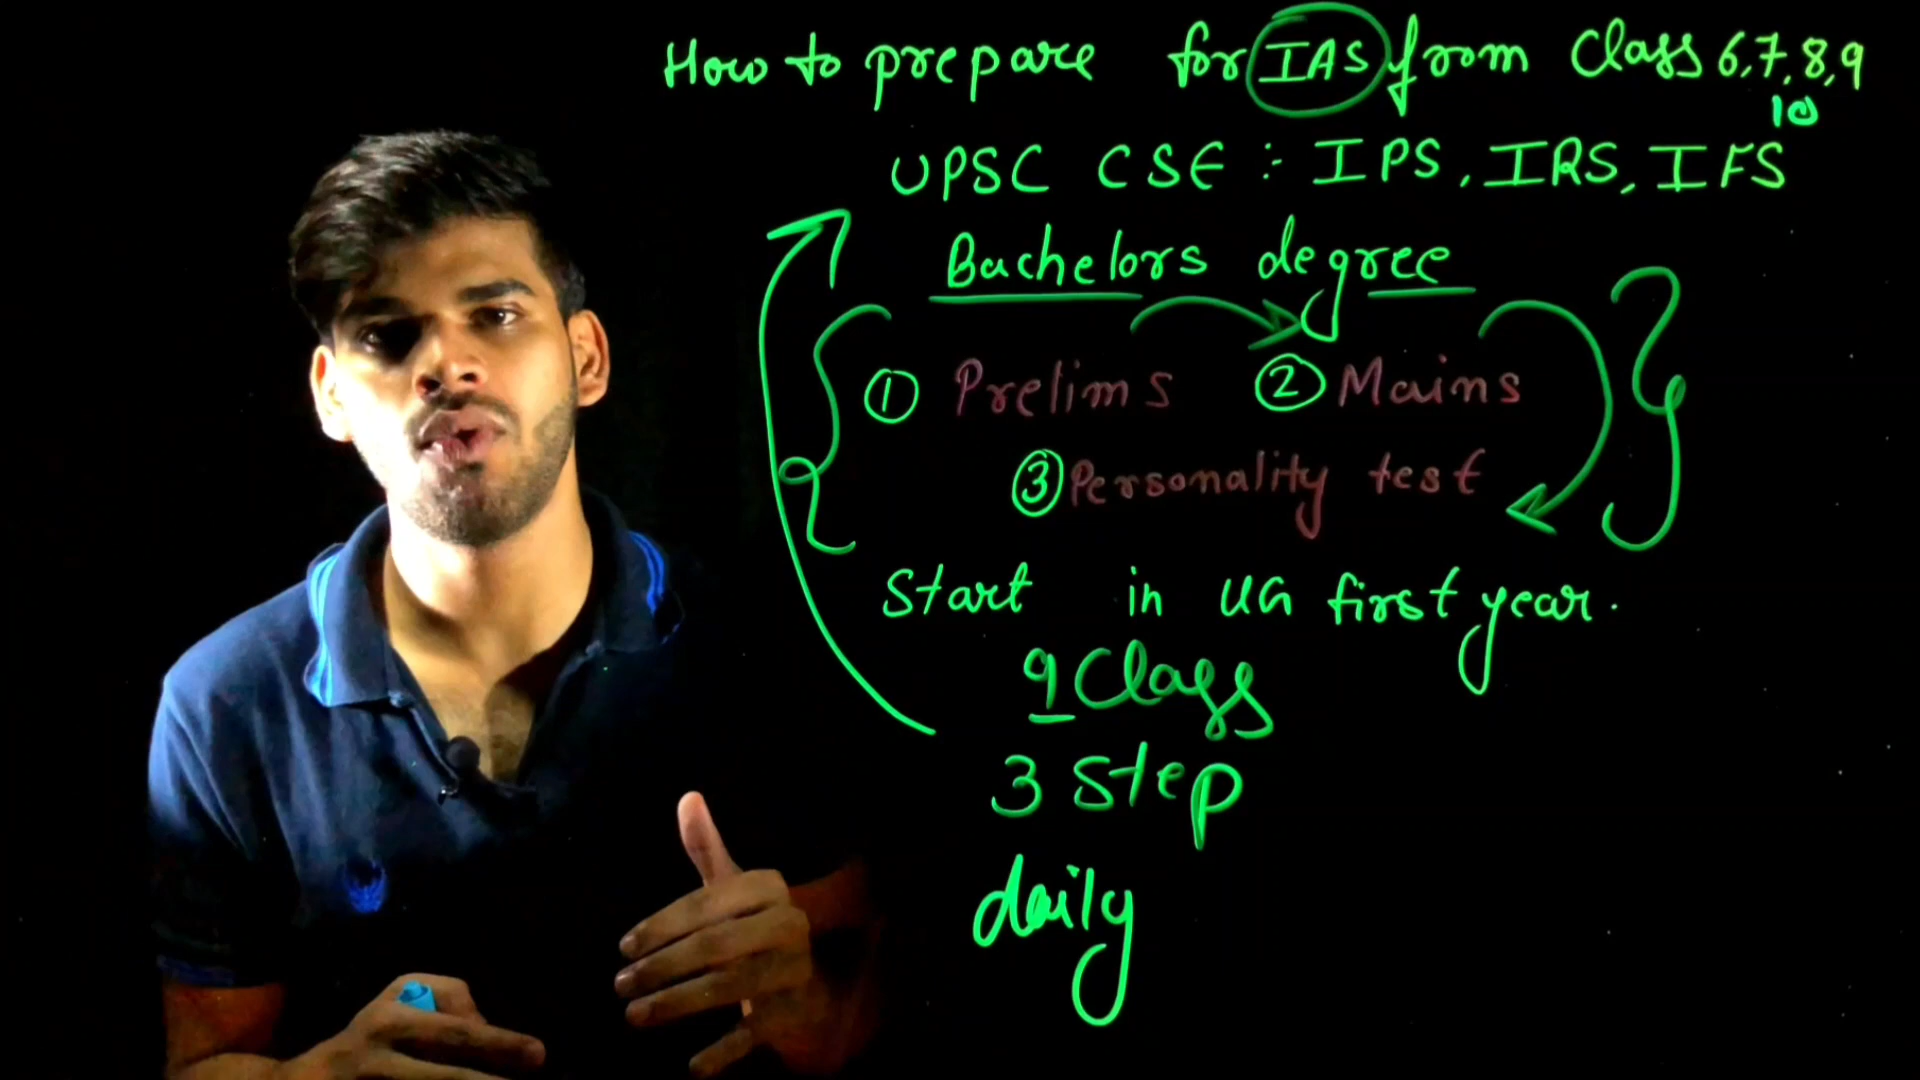 How to prepare for IAS from Class 6,7,8,9
10
UPSC CSE :- IPS, IRS, IFS
Bachelors degree
① Prelims ② Mains
③ Personality test
Start in UG first year.
9 Class
3 Step
daily